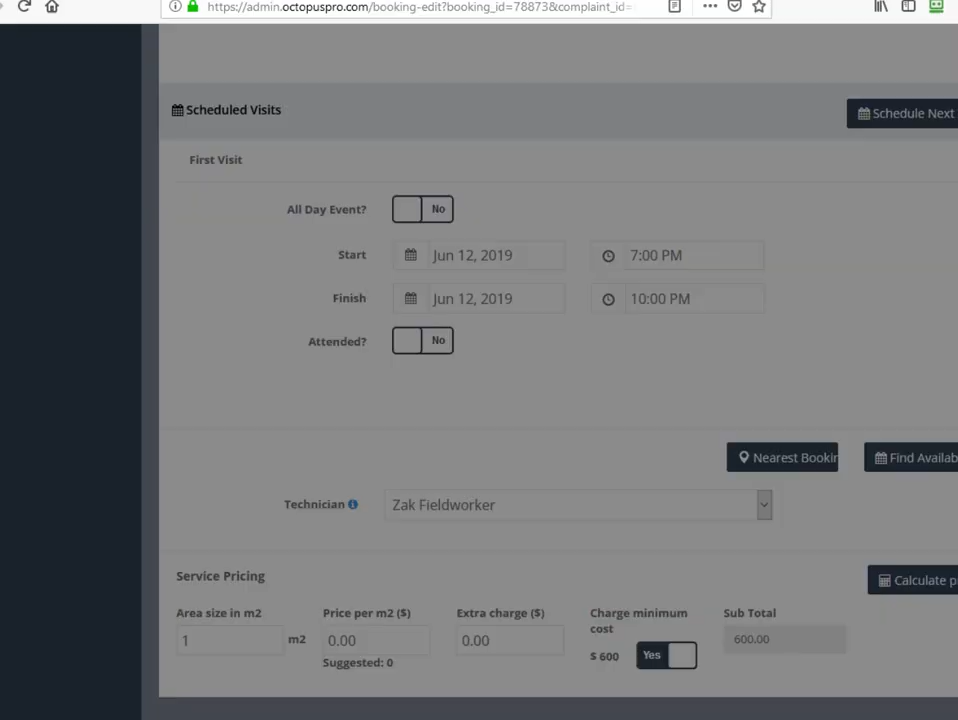 https://admin.octopuspro.com/booking-edit?booking_id=78873&complaint_id=
Scheduled Visits
Schedule Next
First Visit
All Day Event? No
Start Jun 12, 2019 7:00 PM
Finish Jun 12, 2019 10:00 PM
Attended? No
Nearest Bookin Find Availab
Technician Zak Fieldworker
Service Pricing
Calculate p
Area size in m2 Price per m2 ($) Extra charge ($) Charge minimum cost Sub Total
1 m2 0.00 0.00 $ 600 Yes 600.00
Suggested: 0